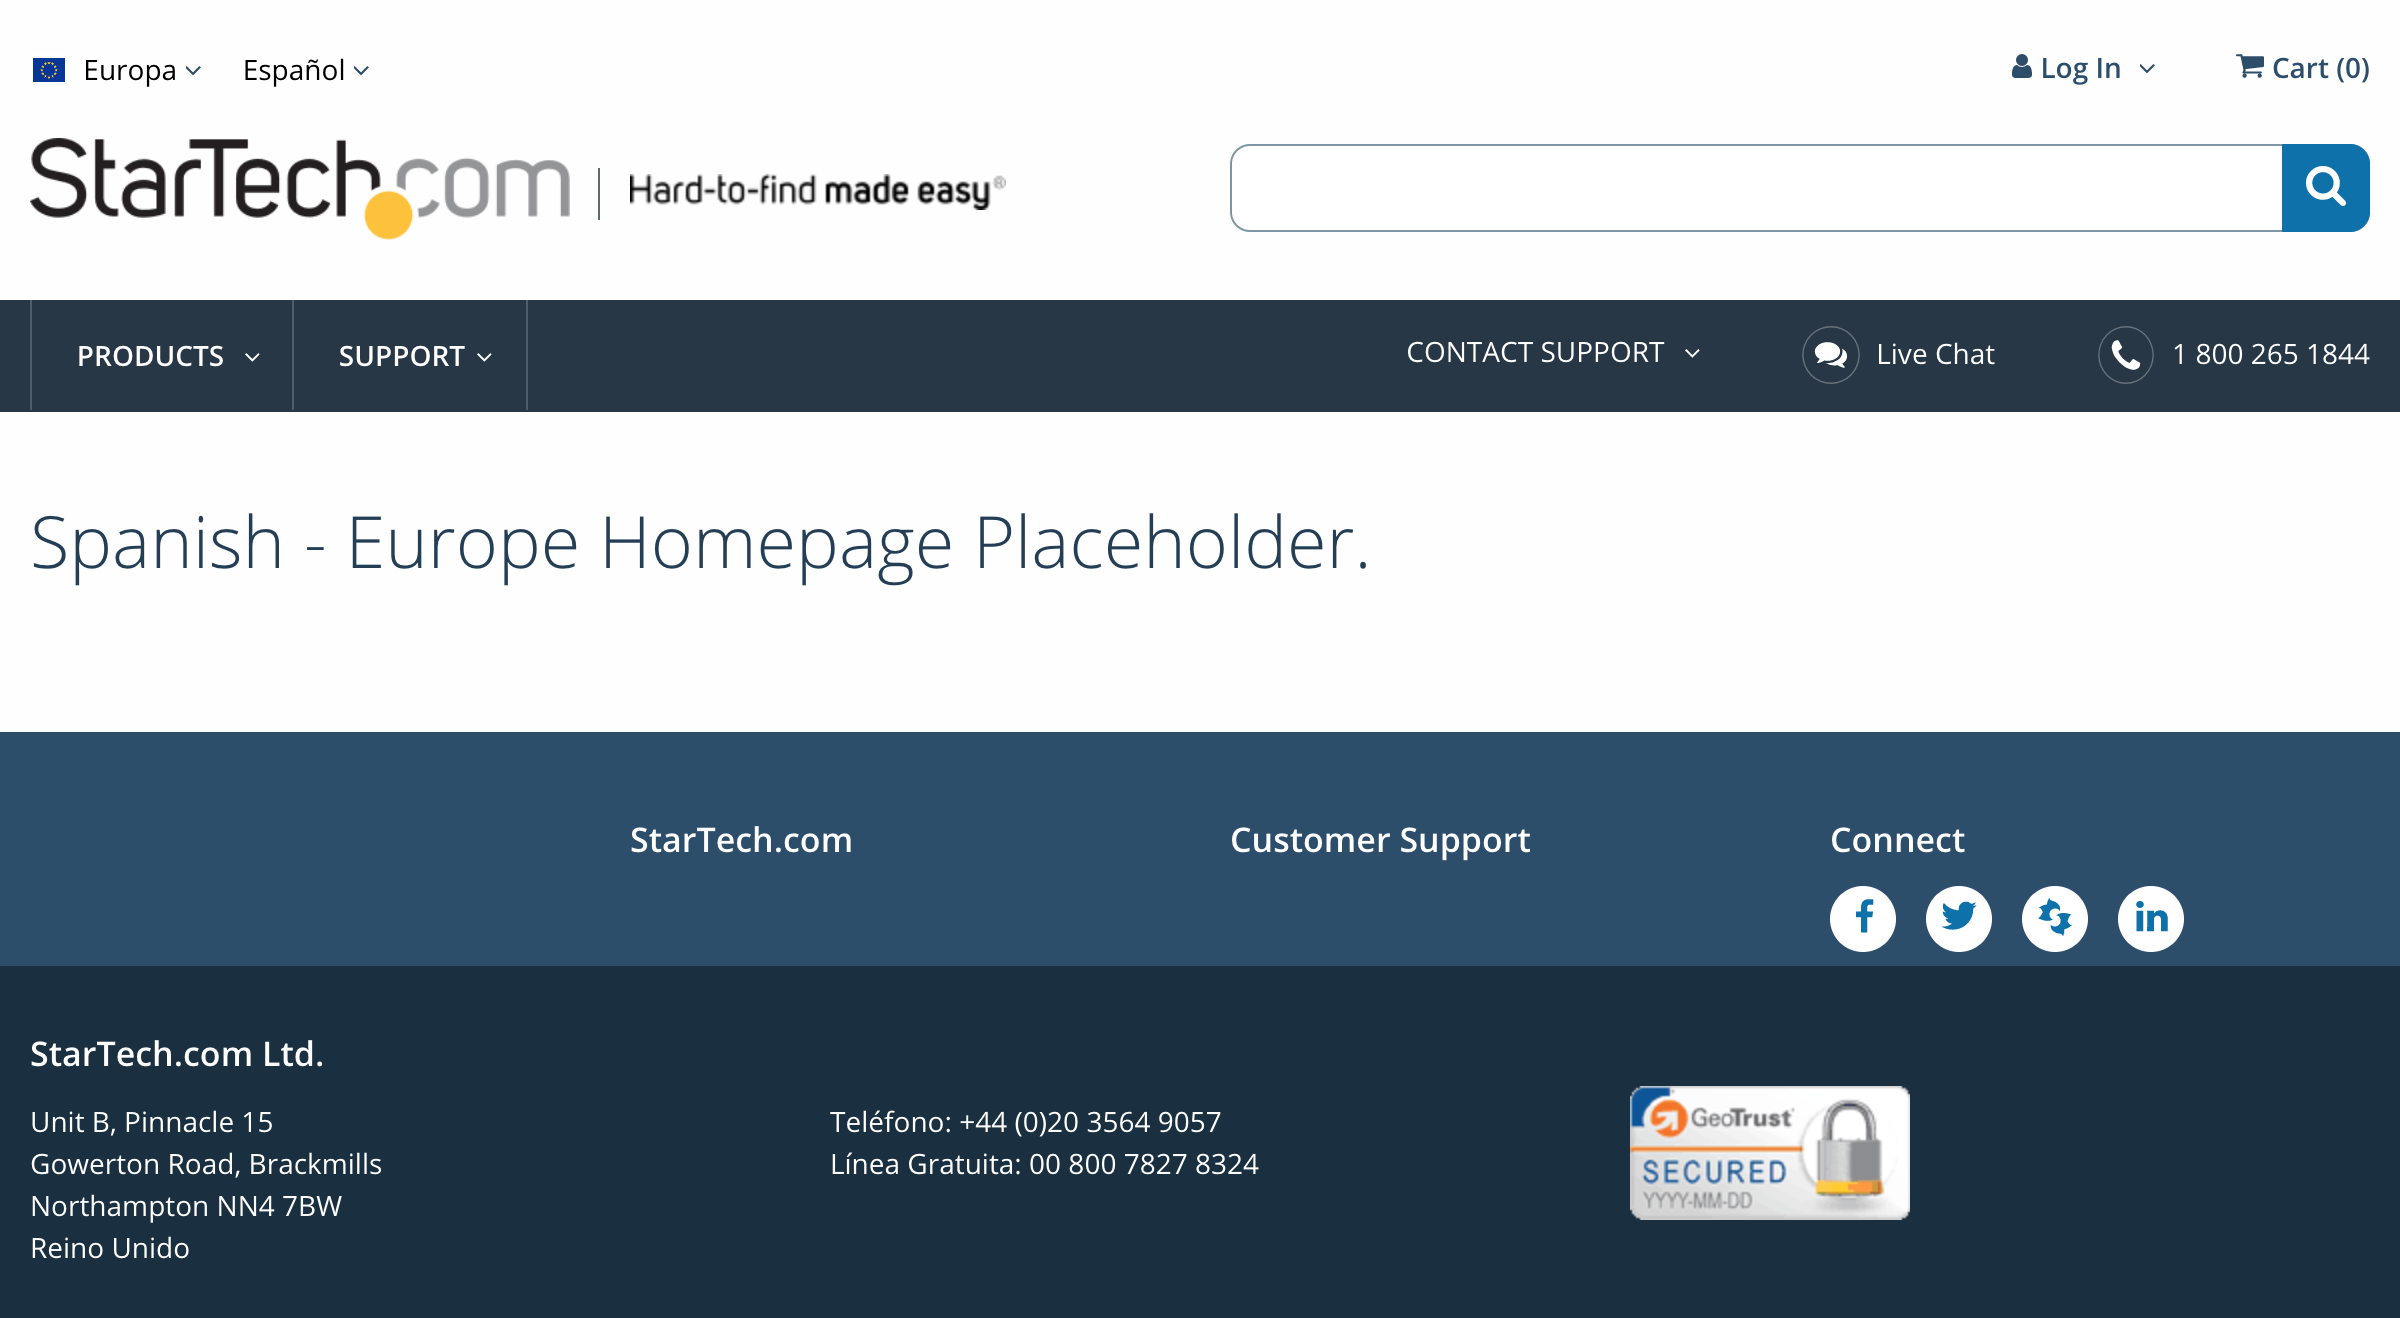 Europa
Español
Log In
Cart (0)
StarTech.com
Hard-to-find made easy®
PRODUCTS
SUPPORT
CONTACT SUPPORT
Live Chat
1 800 265 1844
Spanish - Europe Homepage Placeholder.
StarTech.com
Customer Support
Connect
StarTech.com Ltd.
Unit B, Pinnacle 15
Gowerton Road, Brackmills
Northampton NN4 7BW
Reino Unido
Teléfono: +44 (0)20 3564 9057
Línea Gratuita: 00 800 7827 8324
GeoTrust
SECURED
YYYY-MM-DD